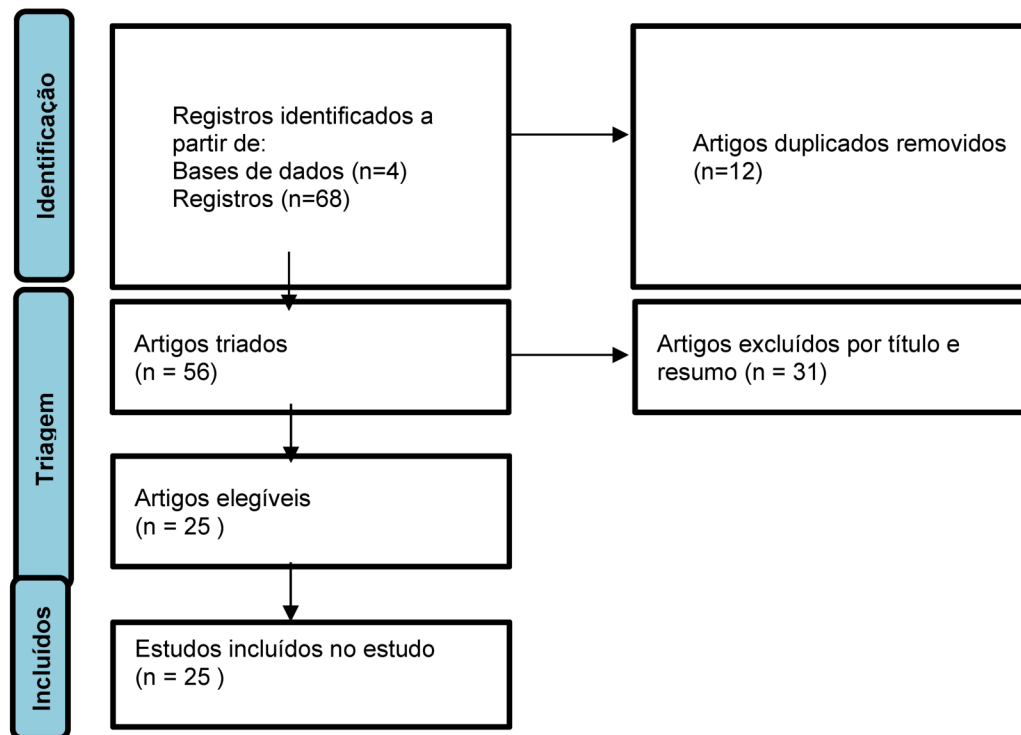 Identificação
Registros identificados a
partir de:
Bases de dados (n=4)
Registros (n=68)
Artigos duplicados removidos
(n=12)
Triagem
Artigos triados
(n = 56)
Artigos excluídos por título e
resumo (n = 31)
Artigos elegíveis
(n = 25 )
Incluídos
Estudos incluídos no estudo
(n = 25 )